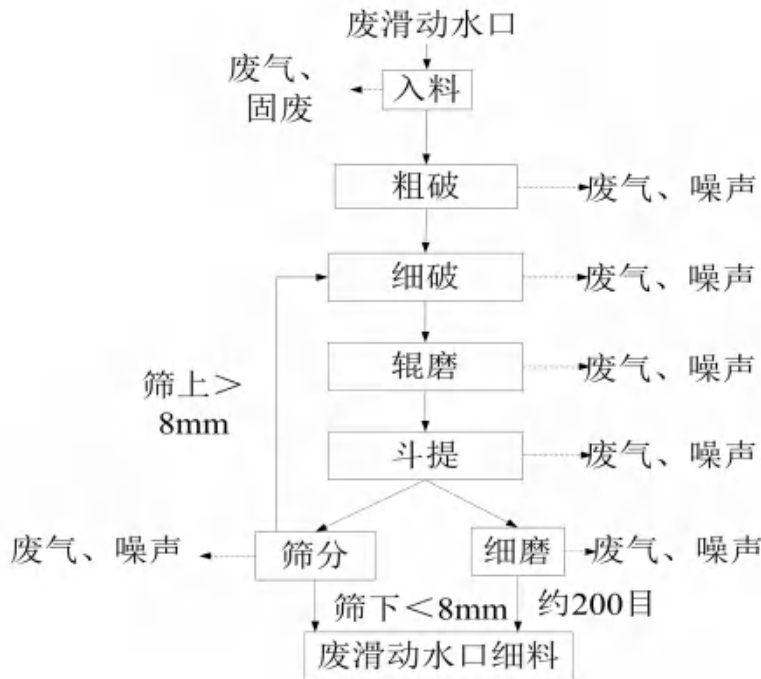 废滑动水口
废气、
固废
入料
粗破
废气、噪声
细破
废气、噪声
辊磨
废气、噪声
筛上＞
8mm
斗提
废气、噪声
废气、噪声
筛分
细磨
废气、噪声
筛下＜8mm
约200目
废滑动水口细料